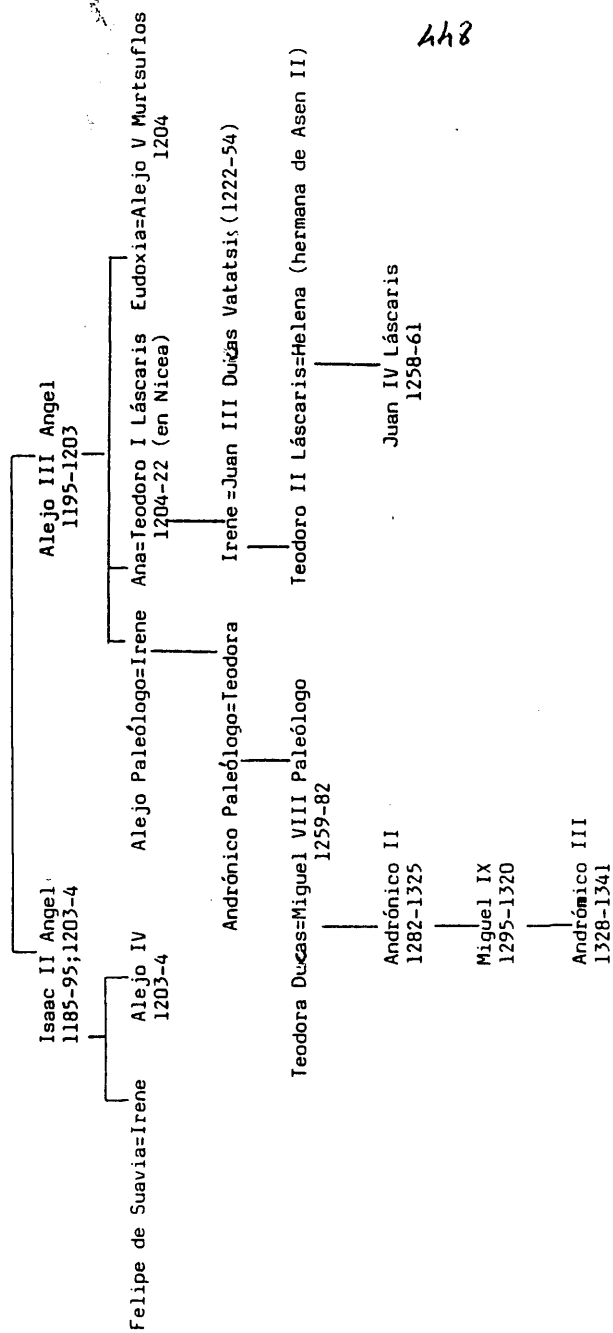 448
Isaac II Angel
1185-95;1203-4
Alejo III Angel
1195-1203
Felipe de Suavia=Irene
Alejo IV
1203-4
Alejo Paleólogo=Irene
Ana=Teodoro I Láscaris
1204-22 (en Nicea)
Eudoxia=Alejo V Murtsuflos
1204
Andrónico Paleólogo=Teodora
Irene=Juan III Ducas Vatatsis(1222-54)
Teodora Ducas=Miguel VIII Paleólogo
1259-82
Teodoro II Láscaris=Helena (hermana de Asen II)
Andrónico II
1282-1325
Juan IV Láscaris
1258-61
Miguel IX
1295-1320
Andrómico III
1328-1341